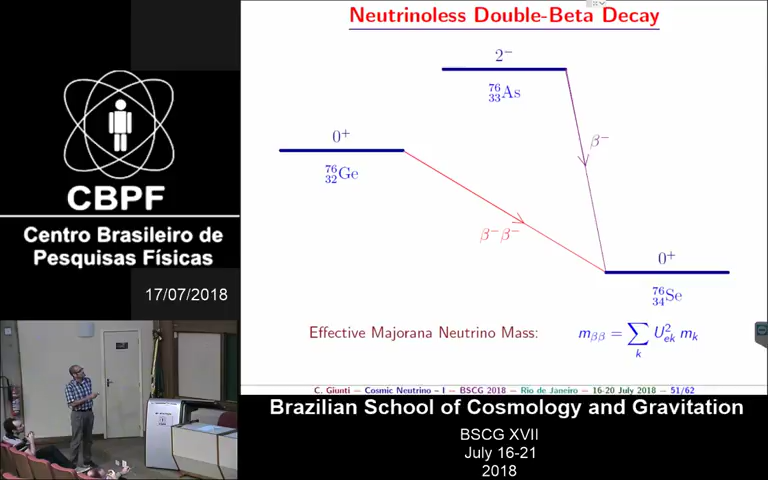 Neutrinoless Double-Beta Decay
2⁻
⁷⁶₃₃As
0⁺
⁷⁶₃₂Ge
β⁻
β⁻β⁻
0⁺
⁷⁶₃₄Se
Effective Majorana Neutrino Mass: m_ββ = ∑_k U²_ek m_k
C. Giunti − Cosmic Neutrino − I − BSCG 2018 − Rio de Janeiro − 16-20 July 2018 − 51/62
CBPF
Centro Brasileiro de
Pesquisas Físicas
17/07/2018
Brazilian School of Cosmology and Gravitation
BSCG XVII
July 16-21
2018